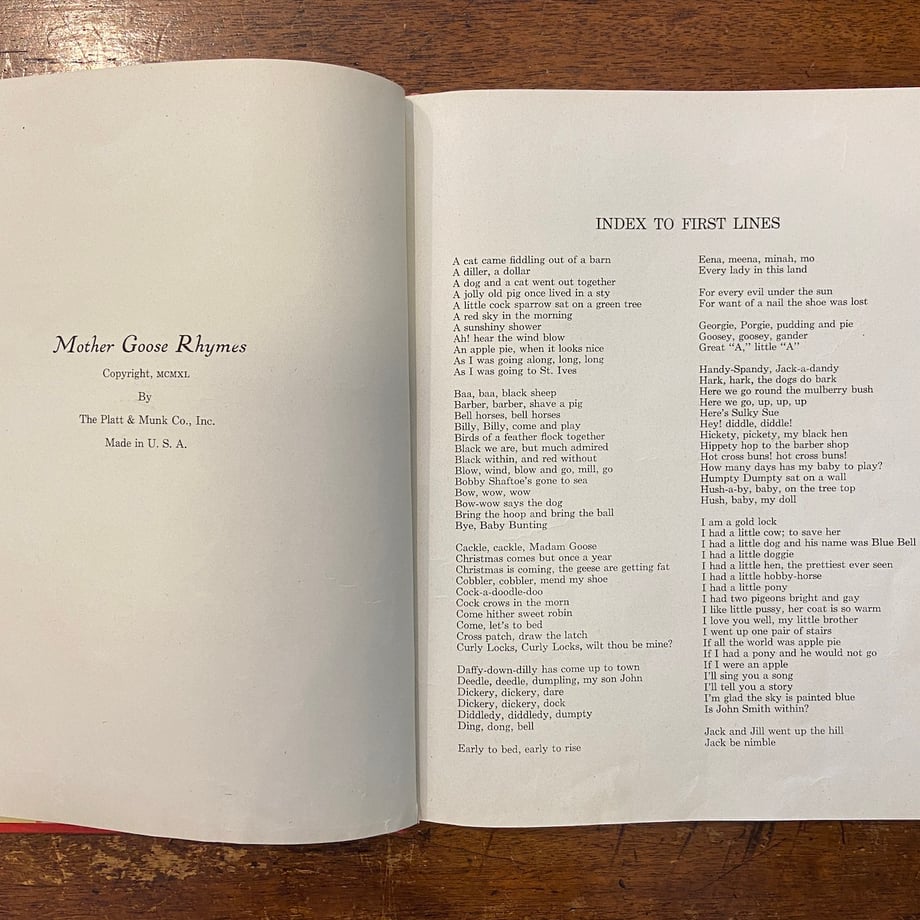 Mother Goose Rhymes
Copyright, MCMXL
By
The Platt & Munk Co., Inc.
Made in U. S. A.
INDEX TO FIRST LINES
A cat came fiddling out of a barn
A diller, a dollar
A dog and a cat went out together
A jolly old pig once lived in a sty
A little cock sparrow sat on a green tree
A red sky in the morning
A sunshiny shower
Ah! hear the wind blow
An apple pie, when it looks nice
As I was going along, long, long
As I was going to St. Ives
Baa, baa, black sheep
Barber, barber, shave a pig
Bell horses, bell horses
Billy, Billy, come and play
Birds of a feather flock together
Black we are, but much admired
Black within, and red without
Blow, wind, blow and go, mill, go
Bobby Shaftoe's gone to sea
Bow, wow, wow
Bow-wow says the dog
Bring the hoop and bring the ball
Bye, Baby Bunting
Cackle, cackle, Madam Goose
Christmas comes but once a year
Christmas is coming, the geese are getting fat
Cobbler, cobbler, mend my shoe
Cock-a-doodle-doo
Cock crows in the morn
Come hither sweet robin
Come, let's to bed
Cross patch, draw the latch
Curly Locks, Curly Locks, wilt thou be mine?
Daffy-down-dilly has come up to town
Deedle, deedle, dumpling, my son John
Dickery, dickery, dare
Dickery, dickery, dock
Diddledy, diddledy, dumpty
Ding, dong, bell
Early to bed, early to rise
Eena, meena, minah, mo
Every lady in this land
For every evil under the sun
For want of a nail the shoe was lost
Georgie, Porgie, pudding and pie
Goosey, goosey, gander
Great "A," little "A"
Handy-Spandy, Jack-a-dandy
Hark, hark, the dogs do bark
Here we go round the mulberry bush
Here we go, up, up, up
Here's Sulky Sue
Hey! diddle, diddle!
Hickety, pickety, my black hen
Hippety hop to the barber shop
Hot cross buns! hot cross buns!
How many days has my baby to play?
Humpty Dumpty sat on a wall
Hush-a-by, baby, on the tree top
Hush, baby, my doll
I am a gold lock
I had a little cow; to save her
I had a little dog and his name was Blue Bell
I had a little doggie
I had a little hen, the prettiest ever seen
I had a little hobby-horse
I had a little pony
I had two pigeons bright and gay
I like little pussy, her coat is so warm
I love you well, my little brother
I went up one pair of stairs
If all the world was apple pie
If I had a pony and he would not go
If I were an apple
I'll sing you a song
I'll tell you a story
I'm glad the sky is painted blue
Is John Smith within?
Jack and Jill went up the hill
Jack be nimble